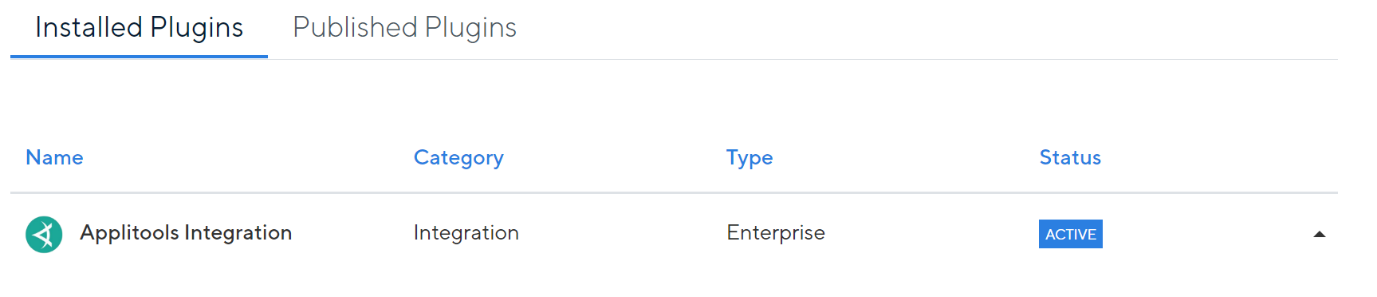 Installed Plugins Published Plugins
Name Category Type Status
Applitools Integration Integration Enterprise ACTIVE